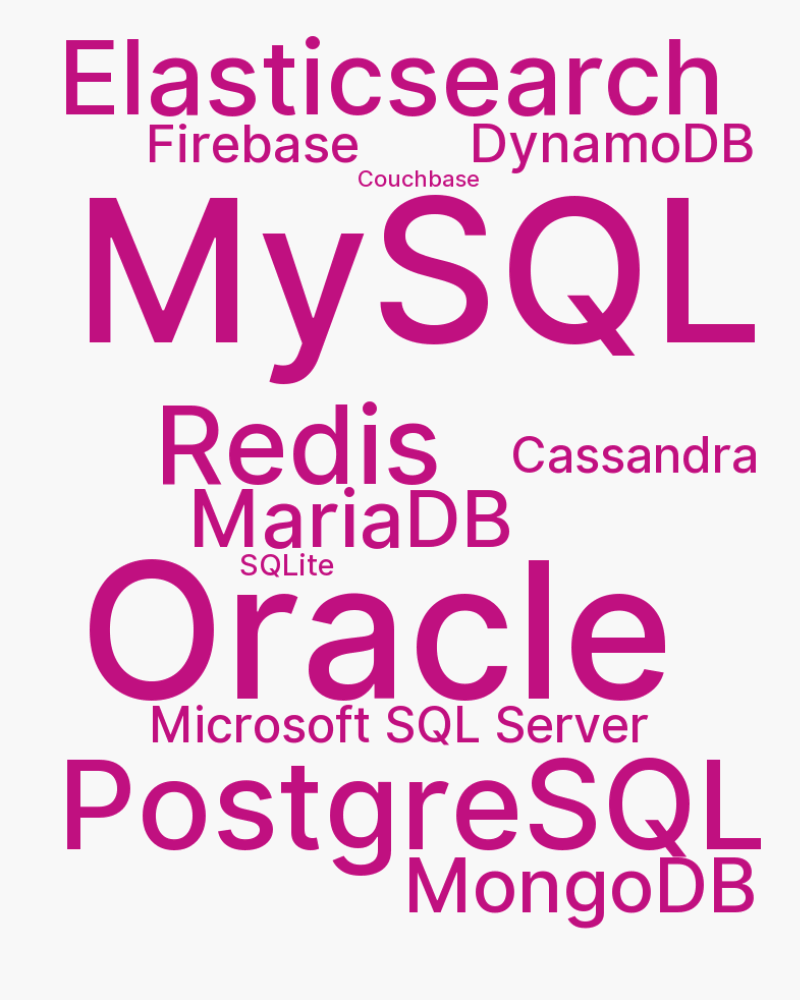 Elasticsearch
Firebase DynamoDB
Couchbase
MySQL
Redis
Cassandra
MariaDB
SQLite
Oracle
Microsoft SQL Server
PostgreSQL
MongoDB